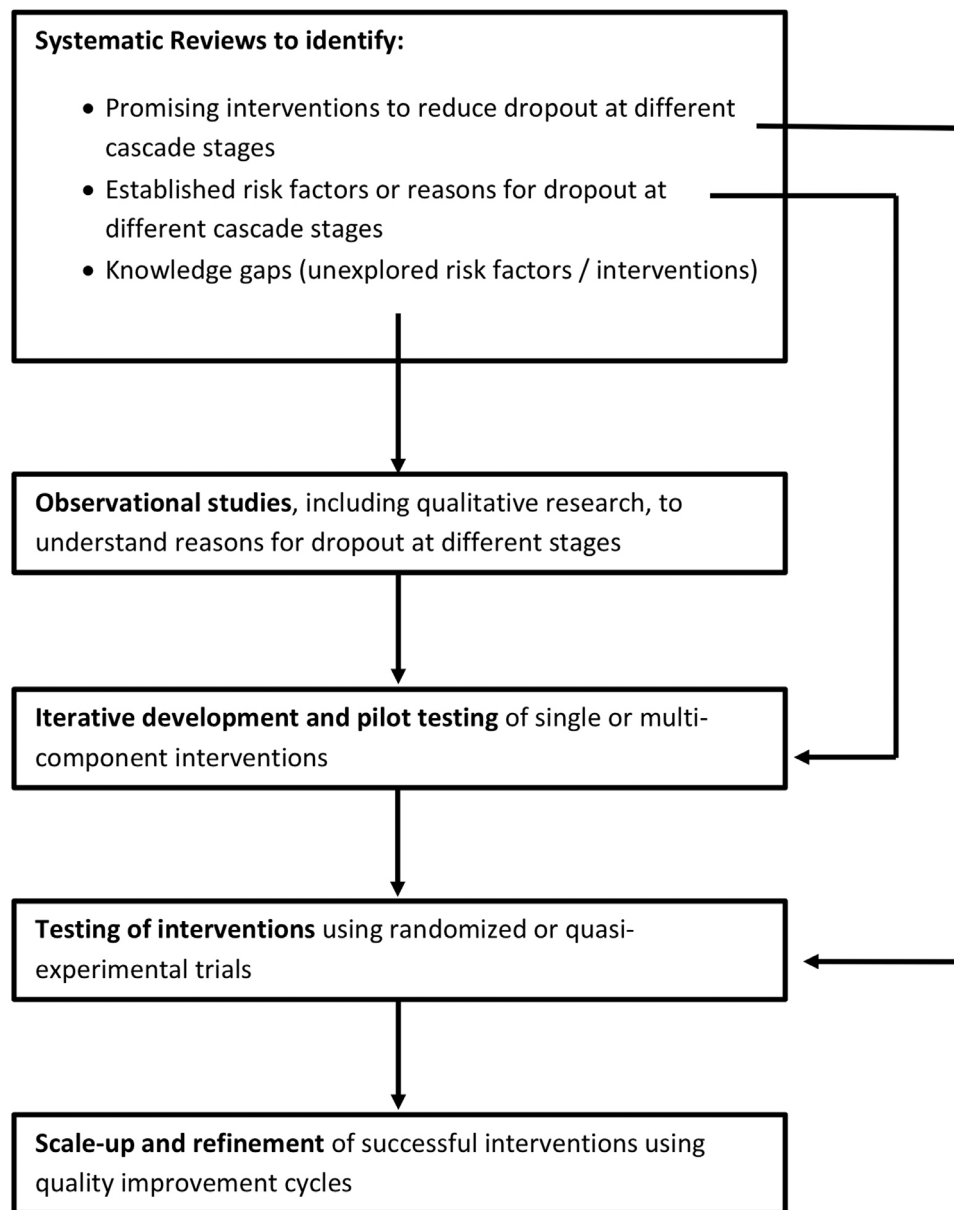 Systematic Reviews to identify:
• Promising interventions to reduce dropout at different
cascade stages
• Established risk factors or reasons for dropout at
different cascade stages
• Knowledge gaps (unexplored risk factors / interventions)
Observational studies, including qualitative research, to
understand reasons for dropout at different stages
Iterative development and pilot testing of single or multi-
component interventions
Testing of interventions using randomized or quasi-
experimental trials
Scale-up and refinement of successful interventions using
quality improvement cycles